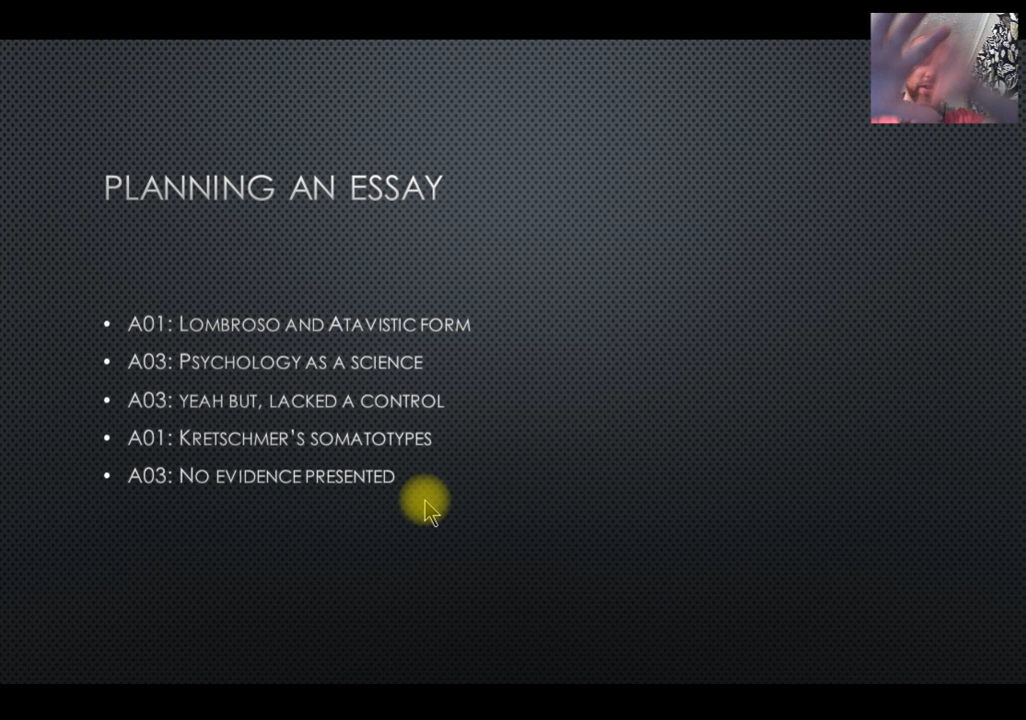 PLANNING AN ESSAY
• A01: LOMBROSO AND ATAVISTIC FORM
• A03: PSYCHOLOGY AS A SCIENCE
• A03: YEAH BUT, LACKED A CONTROL
• A01: KRETSCHMER'S SOMATOTYPES
• A03: NO EVIDENCE PRESENTED